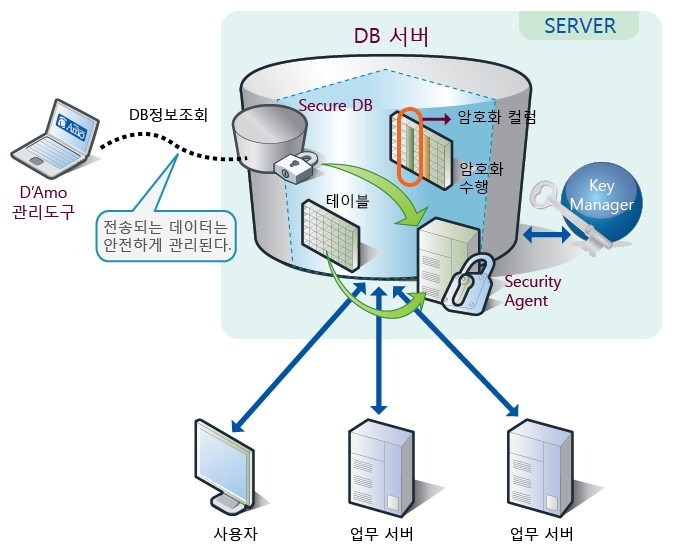 SERVER
DB 서버
Secure DB
암호화 컬럼
DB정보조회
암호화
수행
Key
Manager
D'Amo
D‘Amo
관리도구
테이블
전송되는 데이터는
안전하게 관리된다.
Security
Agent
사용자
업무 서버
업무 서버